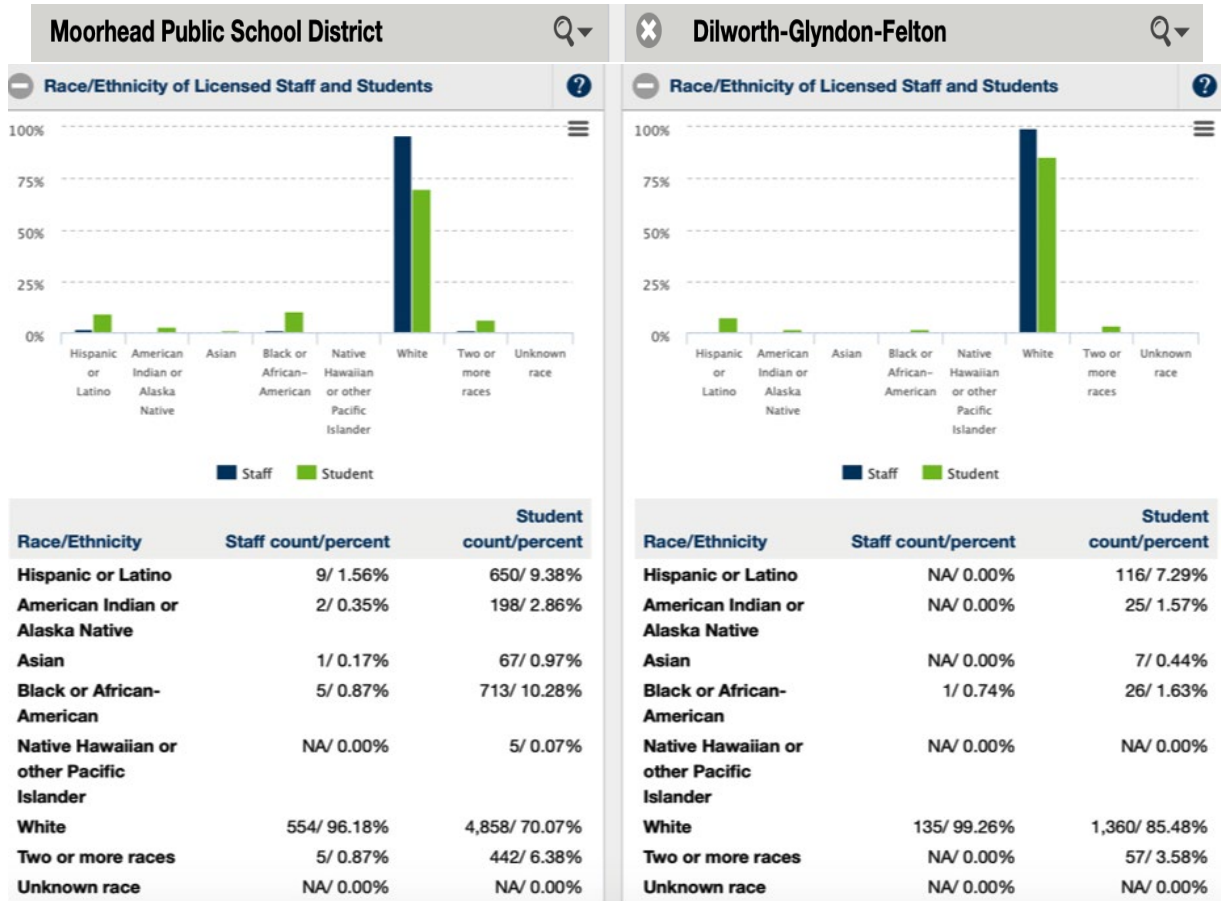 Moorhead Public School District
Race/Ethnicity of Licensed Staff and Students
?
100%
75%
50%
25%
0%
Hispanic or Latino
American Indian or Alaska Native
Asian
Black or African-American
Native Hawaiian or other Pacific Islander
White
Two or more races
Unknown race
Staff Student
Race/Ethnicity Staff count/percent Student count/percent
Hispanic or Latino 9/ 1.56% 650/ 9.38%
American Indian or Alaska Native 2/ 0.35% 198/ 2.86%
Asian 1/ 0.17% 67/ 0.97%
Black or African-American 5/ 0.87% 713/ 10.28%
Native Hawaiian or other Pacific Islander NA/ 0.00% 5/ 0.07%
White 554/ 96.18% 4,858/ 70.07%
Two or more races 5/ 0.87% 442/ 6.38%
Unknown race NA/ 0.00% NA/ 0.00%
Dilworth-Glyndon-Felton
Race/Ethnicity of Licensed Staff and Students
?
100%
75%
50%
25%
0%
Hispanic or Latino
American Indian or Alaska Native
Asian
Black or African-American
Native Hawaiian or other Pacific Islander
White
Two or more races
Unknown race
Staff Student
Race/Ethnicity Staff count/percent Student count/percent
Hispanic or Latino NA/ 0.00% 116/ 7.29%
American Indian or Alaska Native NA/ 0.00% 25/ 1.57%
Asian NA/ 0.00% 7/ 0.44%
Black or African-American 1/ 0.74% 26/ 1.63%
Native Hawaiian or other Pacific Islander NA/ 0.00% NA/ 0.00%
White 135/ 99.26% 1,360/ 85.48%
Two or more races NA/ 0.00% 57/ 3.58%
Unknown race NA/ 0.00% NA/ 0.00%